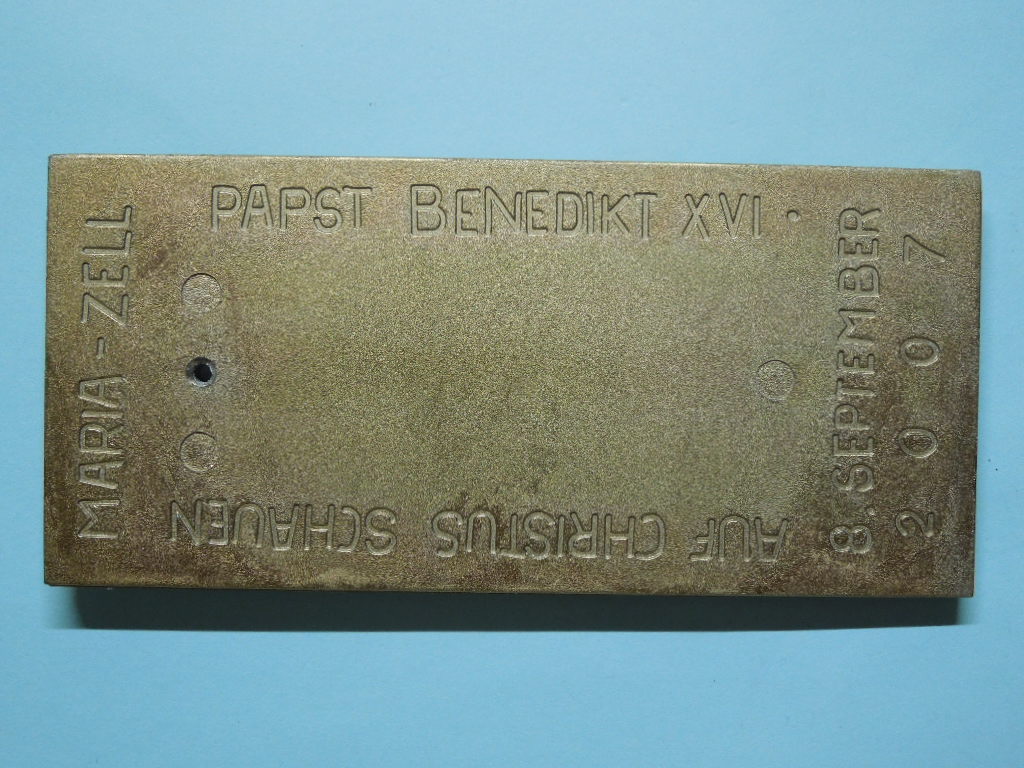 PAPST BENEDIKT XVI ·
8. SEPTEMBER
2007
AUF CHRISTUS SCHAUEN
MARIA-ZELL